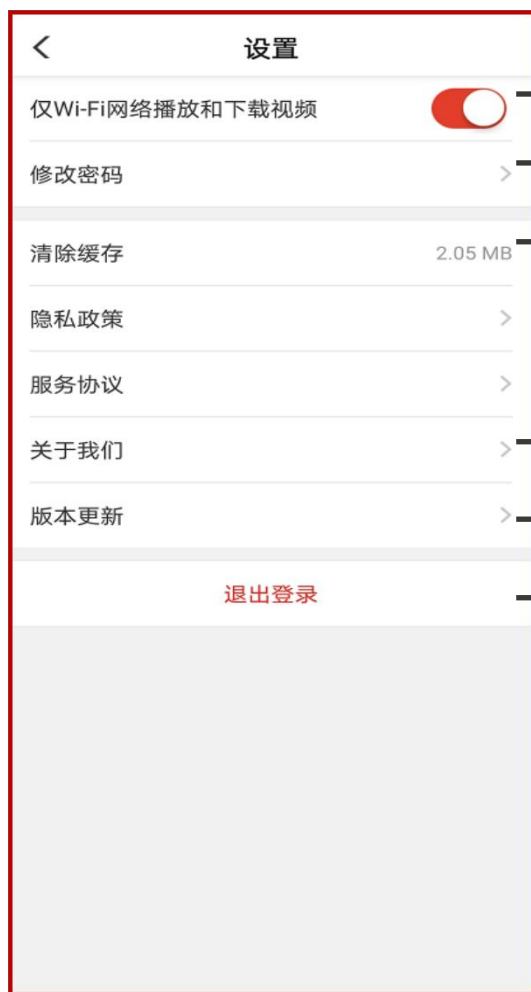 设置
仅Wi-Fi网络播放和下载视频
修改密码
清除缓存 2.05 MB
隐私政策
服务协议
关于我们
版本更新
退出登录